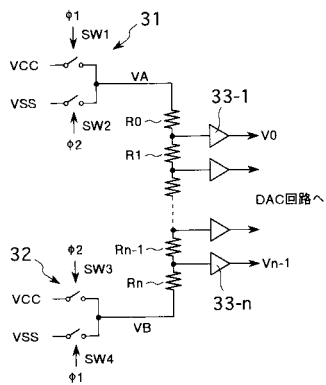 φ1
31
SW1
VCC
VA
VSS
SW2
φ2
R0
33-1
V0
R1
DAC回路へ
Rn-1
Rn
Vn-1
33-n
32
φ2
SW3
VCC
VSS
VB
SW4
φ1